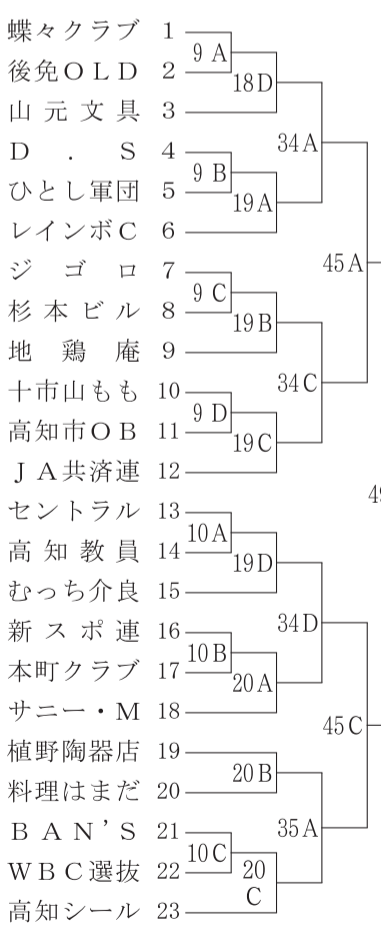 蝶々クラブ 1
9 A
後免OLD 2
18D
山元文具 3
34A
D．S 4
9 B
ひとし軍団 5
19A
レインボC 6
45A
ジゴロ 7
9 C
杉本ビル 8
19B
地鶏庵 9
34C
十市山もも 10
9 D
高知市OB 11
19C
JA共済連 12
49
セントラル 13
10A
高知教員 14
19D
むっち介良 15
34D
新スポ連 16
10B
本町クラブ 17
20A
サニー・M 18
45C
植野陶器店 19
20B
料理はまだ 20
35A
BAN'S 21
10C
WBC選抜 22
20
C
高知シール 23